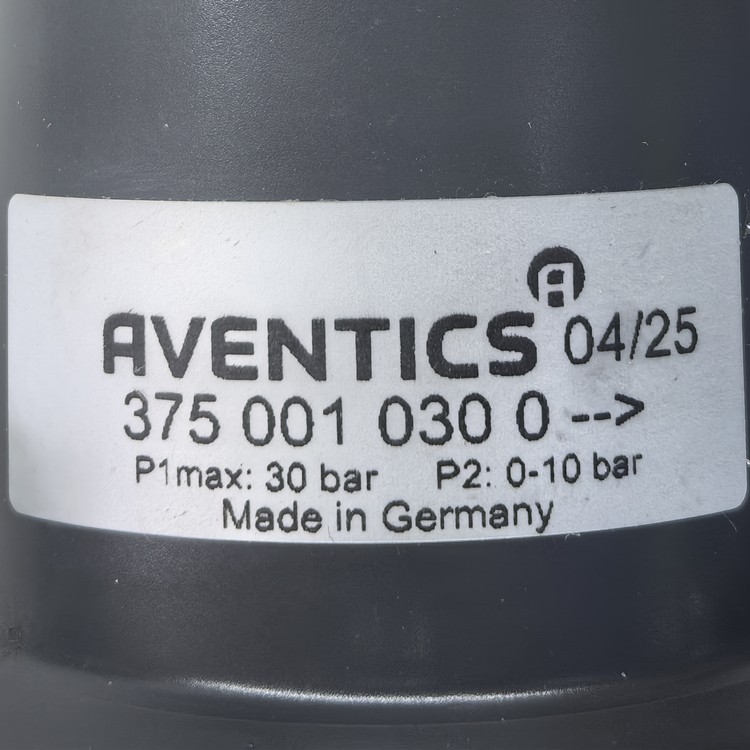 AVENTICS 04/25
375 001 030 0 -->
P1max: 30 bar P2: 0-10 bar
Made in Germany